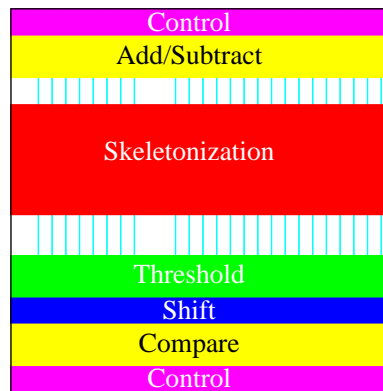 Control
Add/Subtract
Skeletonization
Threshold
Shift
Compare
Control